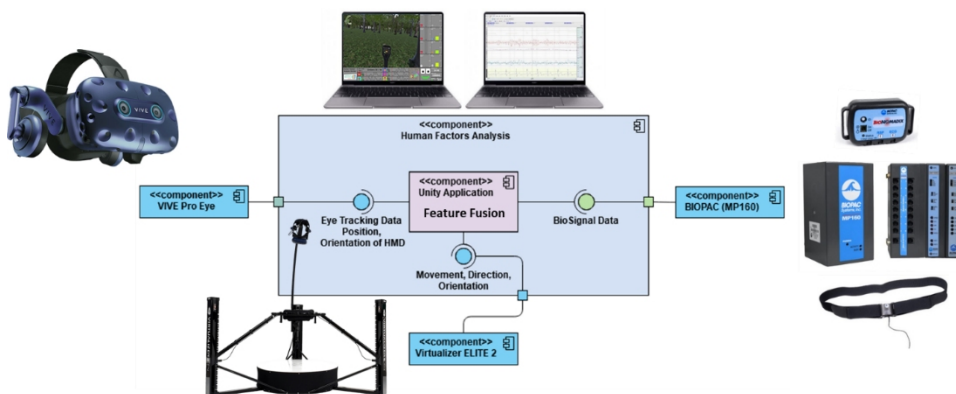 VIVE
<<component>>
Human Factors Analysis
<<component>>
VIVE Pro Eye
<<component>>
Unity Application
Feature Fusion
<<component>>
BIOPAC (MP160)
Eye Tracking Data
Position,
Orientation of HMD
BioSignal Data
Movement, Direction,
Orientation
<<component>>
Virtualizer ELITE 2
BIOPAC
MP160